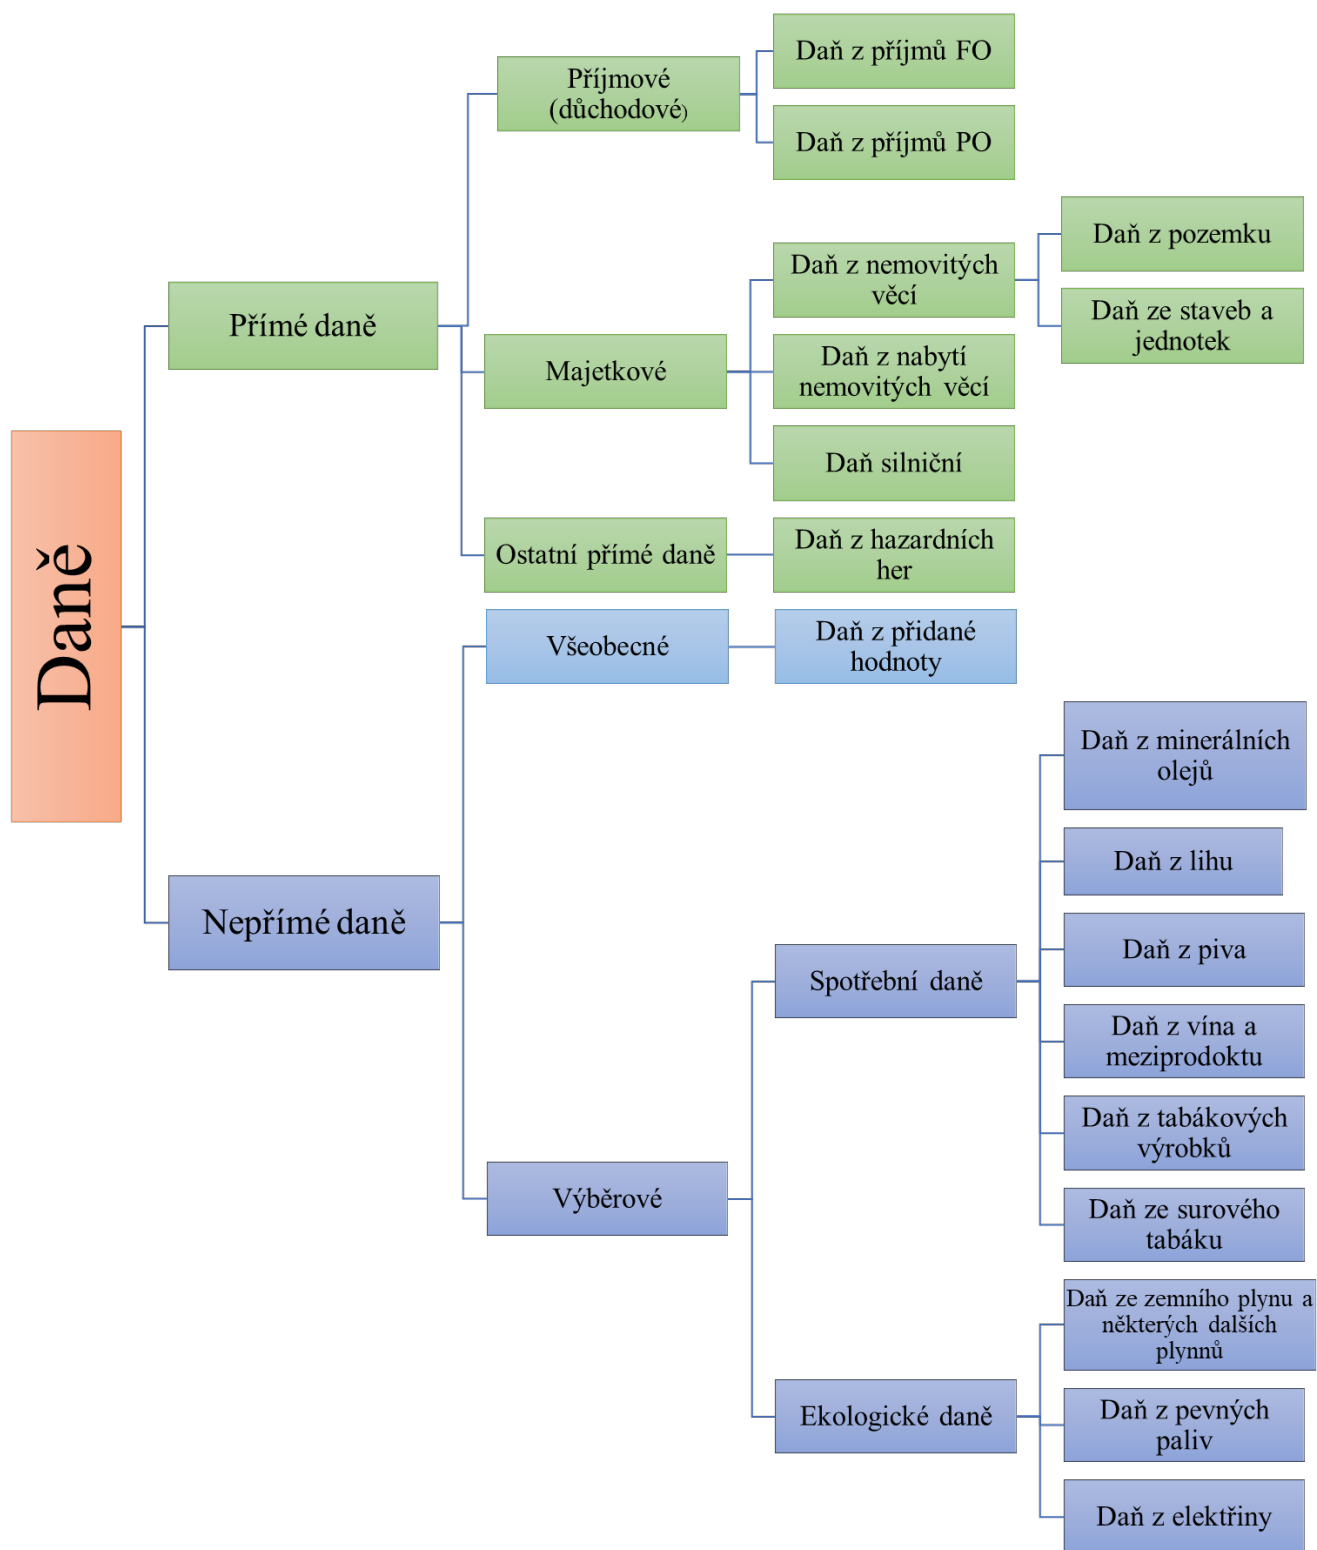 Daně
Přímé daně
Příjmové
(důchodové)
Daň z příjmů FO
Daň z příjmů PO
Majetkové
Daň z nemovitých
věcí
Daň z pozemku
Daň ze staveb a
jednotek
Daň z nabytí
nemovitých věcí
Daň silniční
Ostatní přímé daně
Daň z hazardních
her
Nepřímé daně
Všeobecné
Daň z přidané
hodnoty
Výběrové
Spotřební daně
Daň z minerálních
olejů
Daň z lihu
Daň z piva
Daň z vína a
meziprodoktu
Daň z tabákových
výrobků
Daň ze surového
tabáku
Ekologické daně
Daň ze zemního plynu a
některých dalších
plynnů
Daň z pevných
paliv
Daň z elektřiny